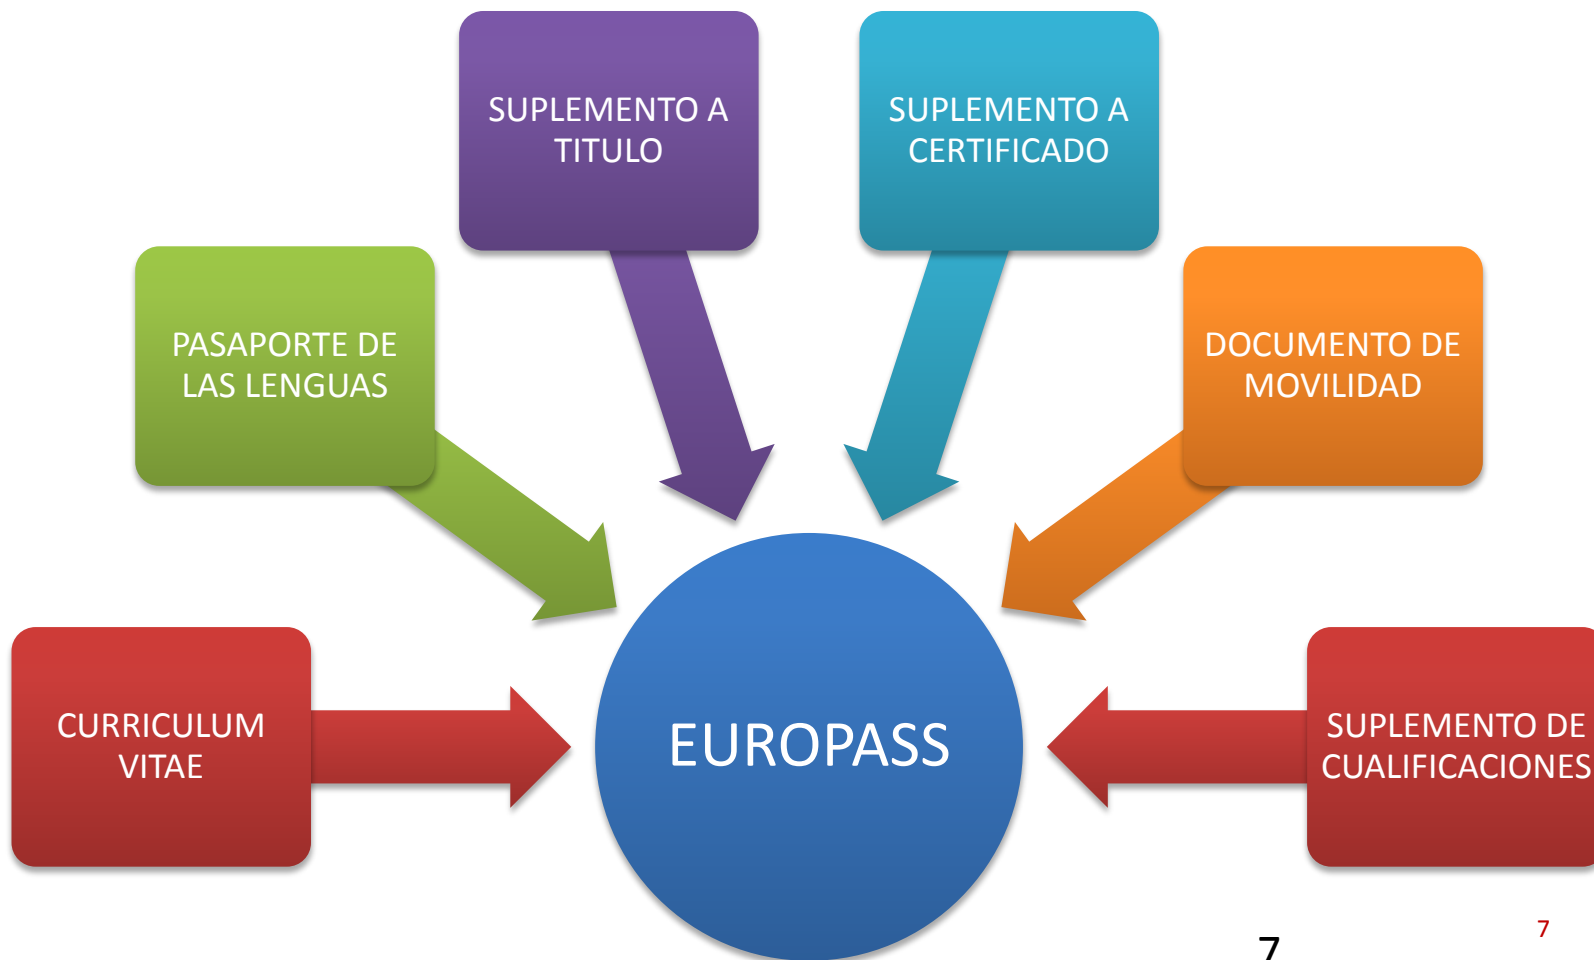 SUPLEMENTO A
TITULO
SUPLEMENTO A
CERTIFICADO
PASAPORTE DE
LAS LENGUAS
DOCUMENTO DE
MOVILIDAD
CURRICULUM
VITAE
EUROPASS
SUPLEMENTO DE
CUALIFICACIONES
7
7